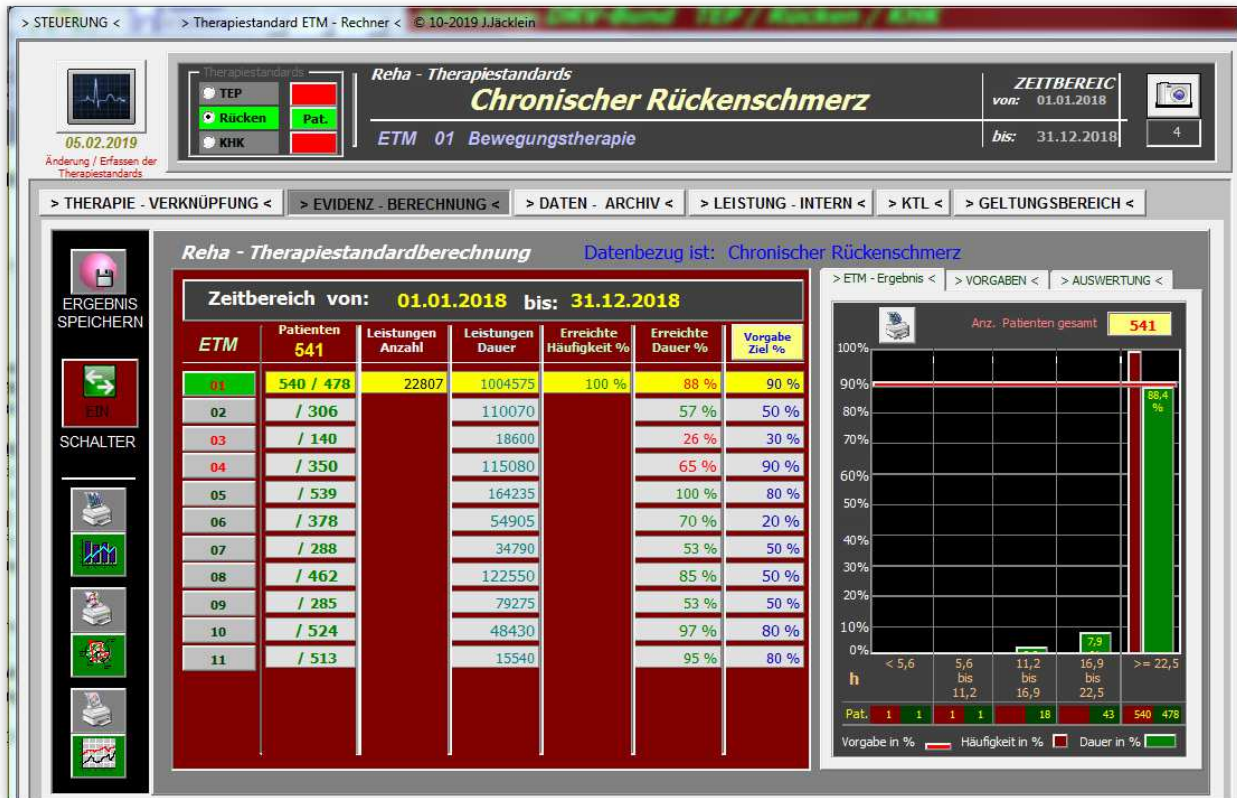 DRV-Bund TEP / Rücken / KHK
> STEUERUNG < > Therapiestandard ETM - Rechner < © 10-2019 J.Jäcklein
05.02.2019
Änderung / Erfassen der
Therapiestandards
Therapiestandards
TEP
Rücken Pat.
KHK
Reha - Therapiestandards
Chronischer Rückenschmerz
ETM 01 Bewegungstherapie
ZEITBEREIC
von: 01.01.2018
bis: 31.12.2018
4
> THERAPIE - VERKNÜPFUNG < > EVIDENZ - BERECHNUNG < > DATEN - ARCHIV < > LEISTUNG - INTERN < > KTL < > GELTUNGSBEREICH <
ERGEBNIS
SPEICHERN
EIN
SCHALTER
Reha - Therapiestandardberechnung Datenbezug ist: Chronischer Rückenschmerz
Zeitbereich von: 01.01.2018 bis: 31.12.2018
ETM Patienten 541 Leistungen Anzahl Leistungen Dauer Erreichte Häufigkeit % Erreichte Dauer % Vorgabe Ziel %
01 540 / 478 22807 1004575 100 % 88 % 90 %
02 / 306 110070 57 % 50 %
03 / 140 18600 26 % 30 %
04 / 350 115080 65 % 90 %
05 / 539 164235 100 % 80 %
06 / 378 54905 70 % 20 %
07 / 288 34790 53 % 50 %
08 / 462 122550 85 % 50 %
09 / 285 79275 53 % 50 %
10 / 524 48430 97 % 80 %
11 / 513 15540 95 % 80 %
> ETM - Ergebnis < > VORGABEN < > AUSWERTUNG <
Anz. Patienten gesamt 541
100%
90%
80%
70%
60%
50%
40%
30%
20%
10%
0%
88,4
%
7,9
h
< 5,6
5,6 bis 11,2
11,2 bis 16,9
16,9 bis 22,5
>= 22,5
Pat. 1 1 1 1 18 43 540 478
Vorgabe in % Häufigkeit in % Dauer in %